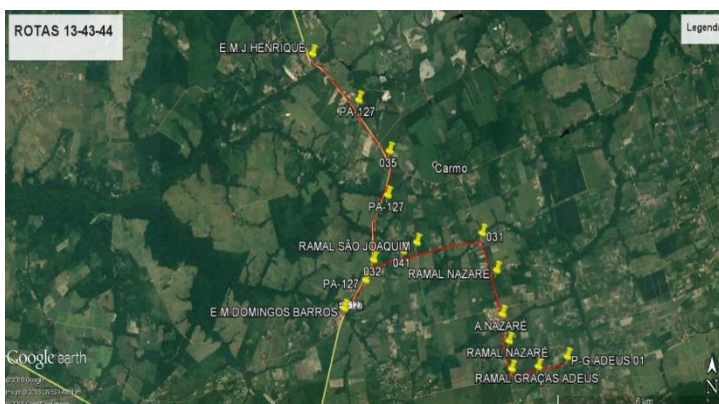 ROTAS 13-43-44
Legenda
E.M.J.HENRIQUE
PA-127
035
Carmo
PA-127
RAMAL SÃO JOAQUIM
031
032
041
RAMAL NAZARÉ
PA-127
E.M.DOMINGOS BARROS
A.NAZARÉ
RAMAL NAZARÉ
P-G.ADEUS 01
RAMAL GRAÇAS ADEUS
Google earth
N